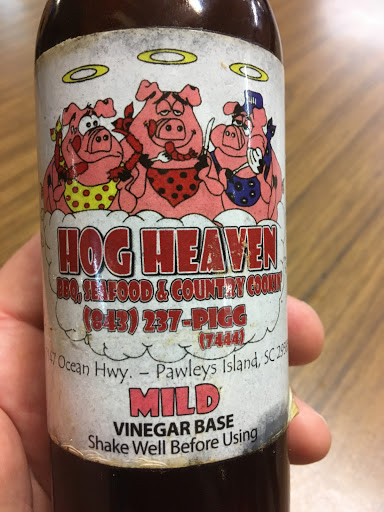 HOG HEAVEN
BBQ, SEAFOOD & COUNTRY COOKIN'
(843) 237-PIGG
(7444)
Ocean Hwy. – Pawleys Island, SC
MILD
VINEGAR BASE
Shake Well Before Using